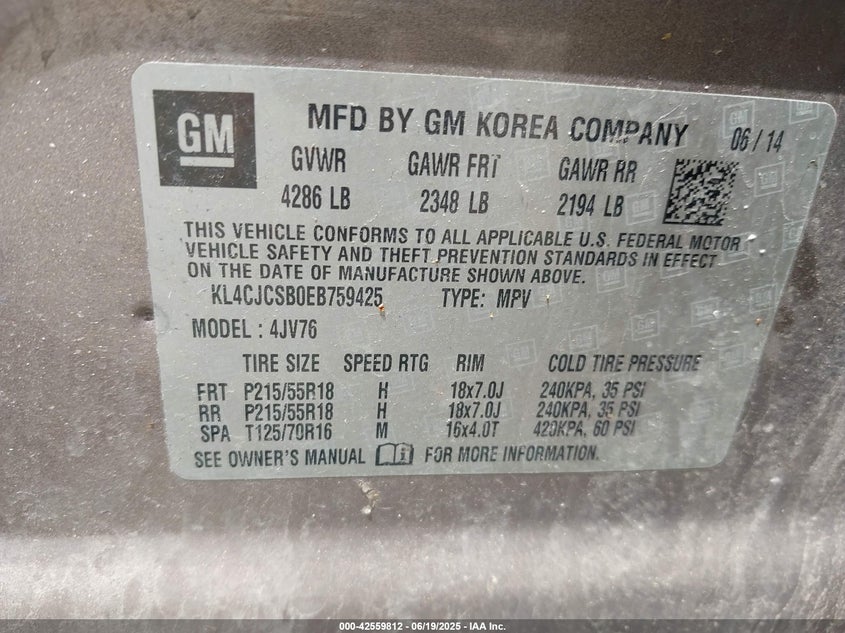 GM
MFD BY GM KOREA COMPANY 06/14
GVWR GAWR FRT GAWR RR
4286 LB 2348 LB 2194 LB
THIS VEHICLE CONFORMS TO ALL APPLICABLE U.S. FEDERAL MOTOR
VEHICLE SAFETY AND THEFT PREVENTION STANDARDS IN EFFECT
ON THE DATE OF MANUFACTURE SHOWN ABOVE.
KL4CJCSB0EB759425 TYPE: MPV
MODEL : 4JV76
TIRE SIZE SPEED RTG RIM COLD TIRE PRESSURE
FRT P215/55R18 H 18x7.0J 240KPA, 35 PSI
RR P215/55R18 H 18x7.0J 240KPA, 35 PSI
SPA T125/70R16 M 16x4.0T 420KPA, 60 PSI
SEE OWNER'S MANUAL FOR MORE INFORMATION.
000-42559812 - 06/19/2025 - IAA Inc.